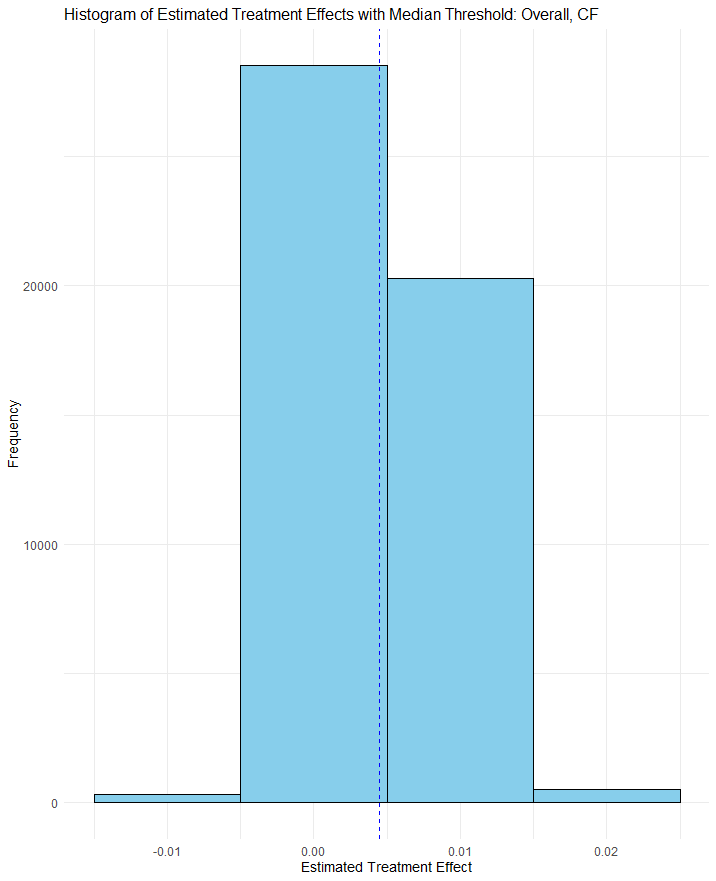 Histogram of Estimated Treatment Effects with Median Threshold: Overall, CF
Frequency
20000
10000
0
-0.01
0.00
0.01
0.02
Estimated Treatment Effect